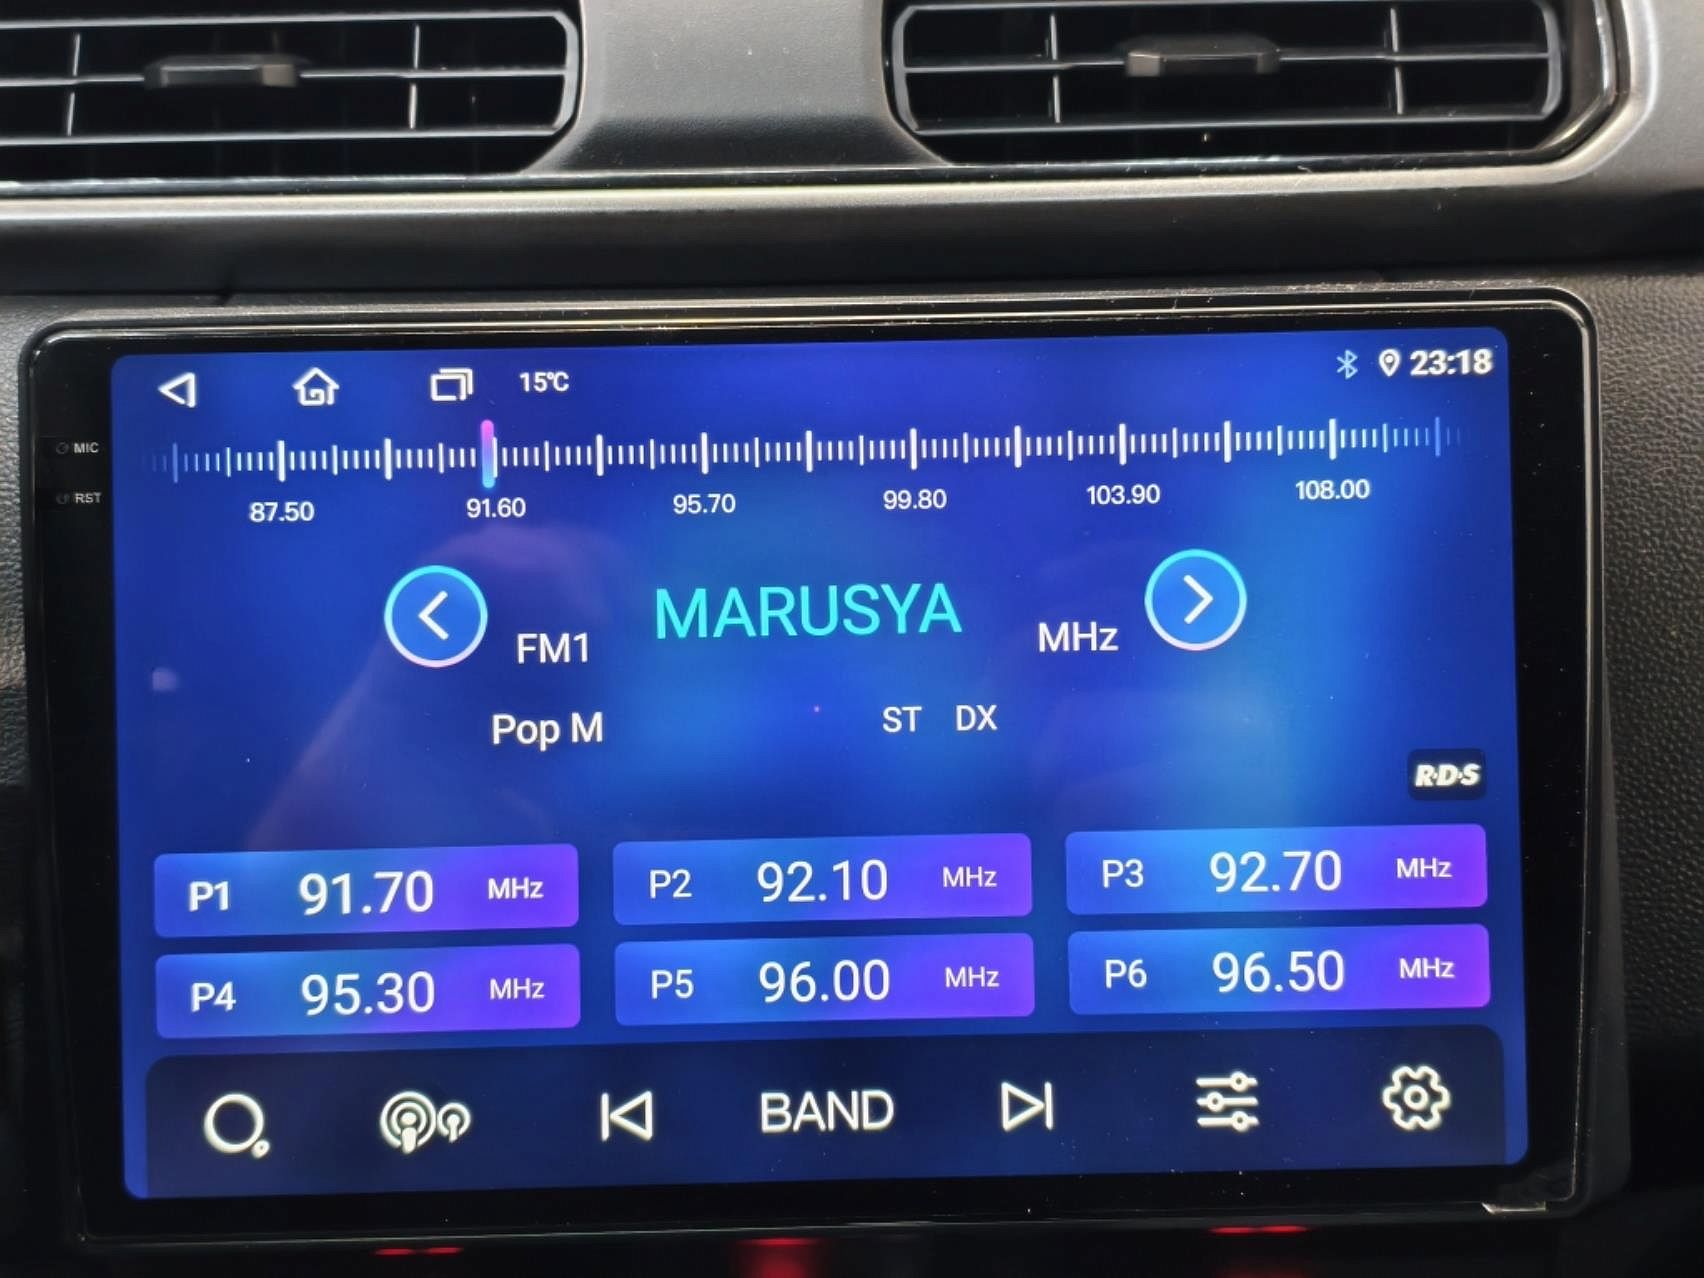 15℃ 23:18
MIC
RST
87.50 91.60 95.70 99.80 103.90 108.00
FM1 MARUSYA MHz
Pop M ST DX
R·D·S
P1 91.70 MHz P2 92.10 MHz P3 92.70 MHz
P4 95.30 MHz P5 96.00 MHz P6 96.50 MHz
BAND